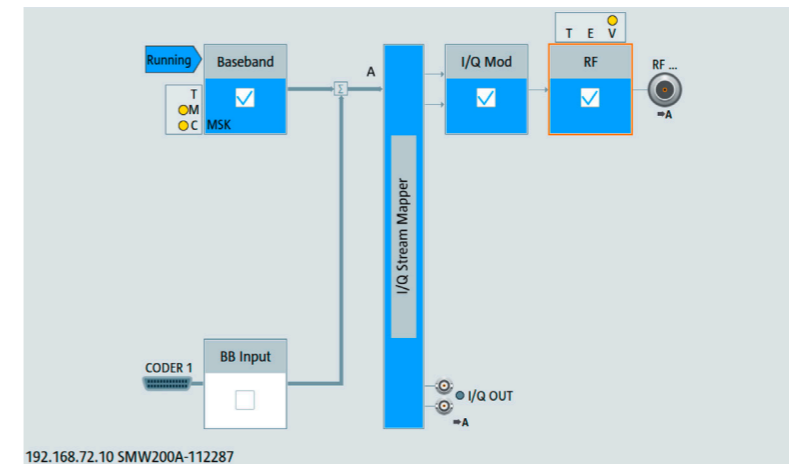 T E V
Running
Baseband
A
I/Q Mod
RF
RF ...
T
M
C
MSK
Σ
⇒A
I/Q Stream Mapper
CODER 1
BB Input
I/Q OUT
⇒A
192.168.72.10 SMW200A-112287